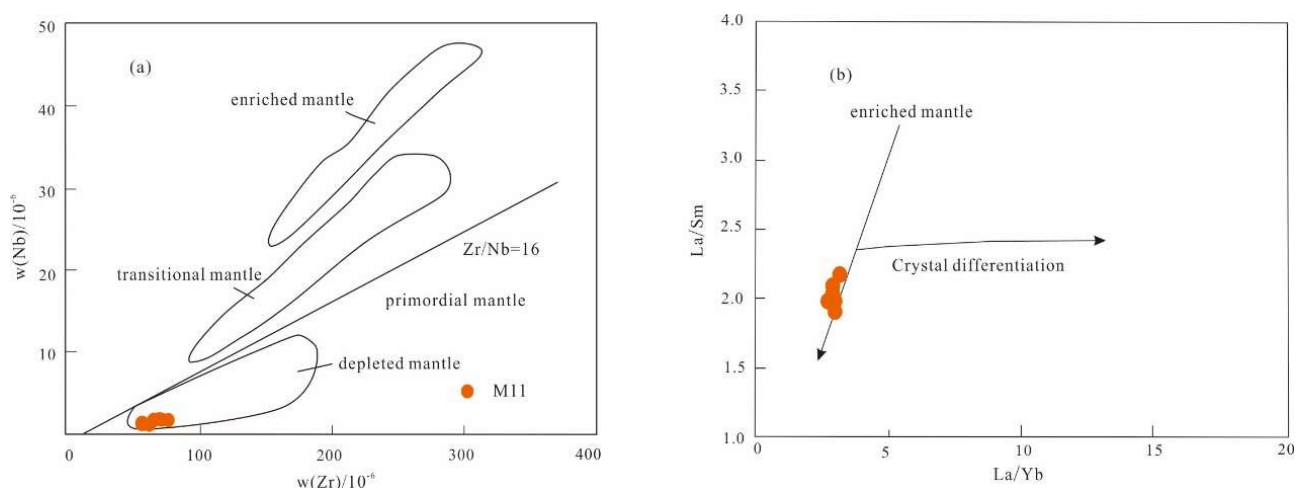 (a)
50
40
30
20
10
w(Nb)/10⁻⁶
enriched mantle
transitional mantle
Zr/Nb=16
primordial mantle
depleted mantle
M11
0
100
200
300
400
w(Zr)/10⁻⁶
(b)
4.0
3.5
3.0
2.5
2.0
1.5
1.0
La/Sm
enriched mantle
Crystal differentiation
0
5
10
15
20
La/Yb